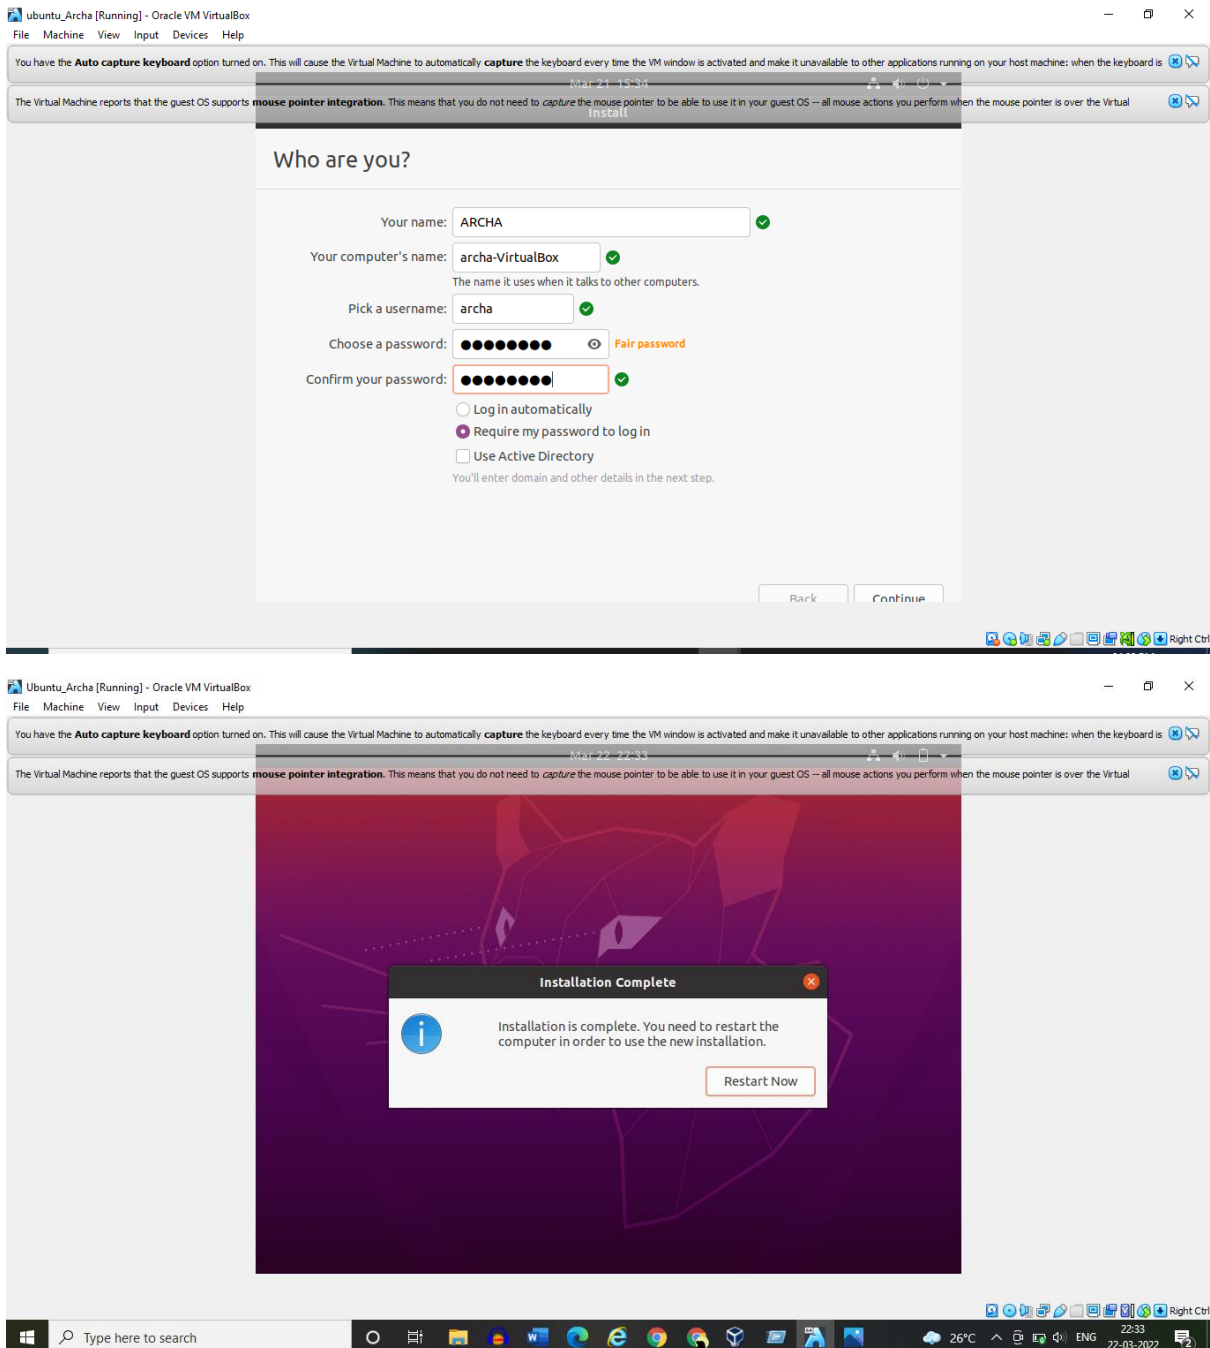 ubuntu_Archa [Running] - Oracle VM VirtualBox
File Machine View Input Devices Help
You have the Auto capture keyboard option turned on. This will cause the Virtual Machine to automatically capture the keyboard every time the VM window is activated and make it unavailable to other applications running on your host machine: when the keyboard is
Mar 21 15:34
The Virtual Machine reports that the guest OS supports mouse pointer integration. This means that you do not need to capture the mouse pointer to be able to use it in your guest OS -- all mouse actions you perform when the mouse pointer is over the Virtual
Install
Who are you?
Your name: ARCHA
Your computer's name: archa-VirtualBox
The name it uses when it talks to other computers.
Pick a username: archa
Choose a password: ●●●●●●●● Fair password
Confirm your password: ●●●●●●●●
Log in automatically
Require my password to log in
Use Active Directory
You'll enter domain and other details in the next step.
Back Continue
Right Ctrl
Ubuntu_Archa [Running] - Oracle VM VirtualBox
File Machine View Input Devices Help
You have the Auto capture keyboard option turned on. This will cause the Virtual Machine to automatically capture the keyboard every time the VM window is activated and make it unavailable to other applications running on your host machine: when the keyboard is
Mar 22 22:33
The Virtual Machine reports that the guest OS supports mouse pointer integration. This means that you do not need to capture the mouse pointer to be able to use it in your guest OS -- all mouse actions you perform when the mouse pointer is over the Virtual
Installation Complete
Installation is complete. You need to restart the
computer in order to use the new installation.
Restart Now
Right Ctrl
Type here to search
26°C ENG
22:33
22-03-2022